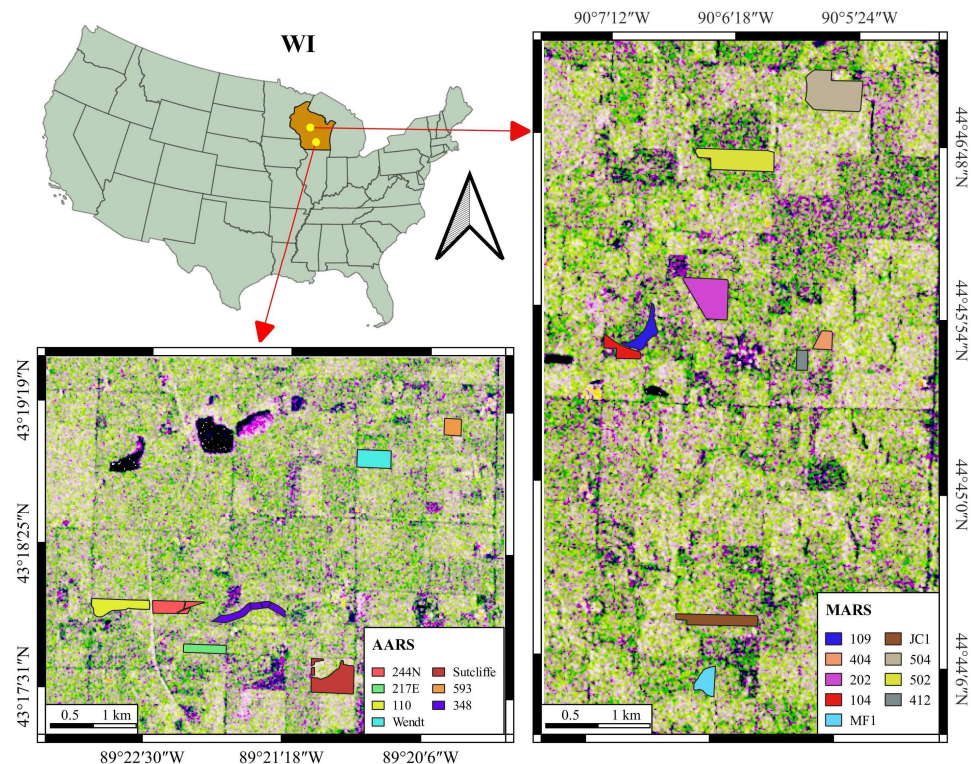 WI
90°7′12″W 90°6′18″W 90°5′24″W
44°46′48″N
44°45′54″N
44°45′0″N
44°44′6″N
MARS
109 JC1
404 504
202 502
104 412
MF1
0.5 1 km
43°19′19″N
43°18′25″N
43°17′31″N
AARS
244N Sutcliffe
217E 593
110 348
Wendt
0.5 1 km
89°22′30″W 89°21′18″W 89°20′6″W